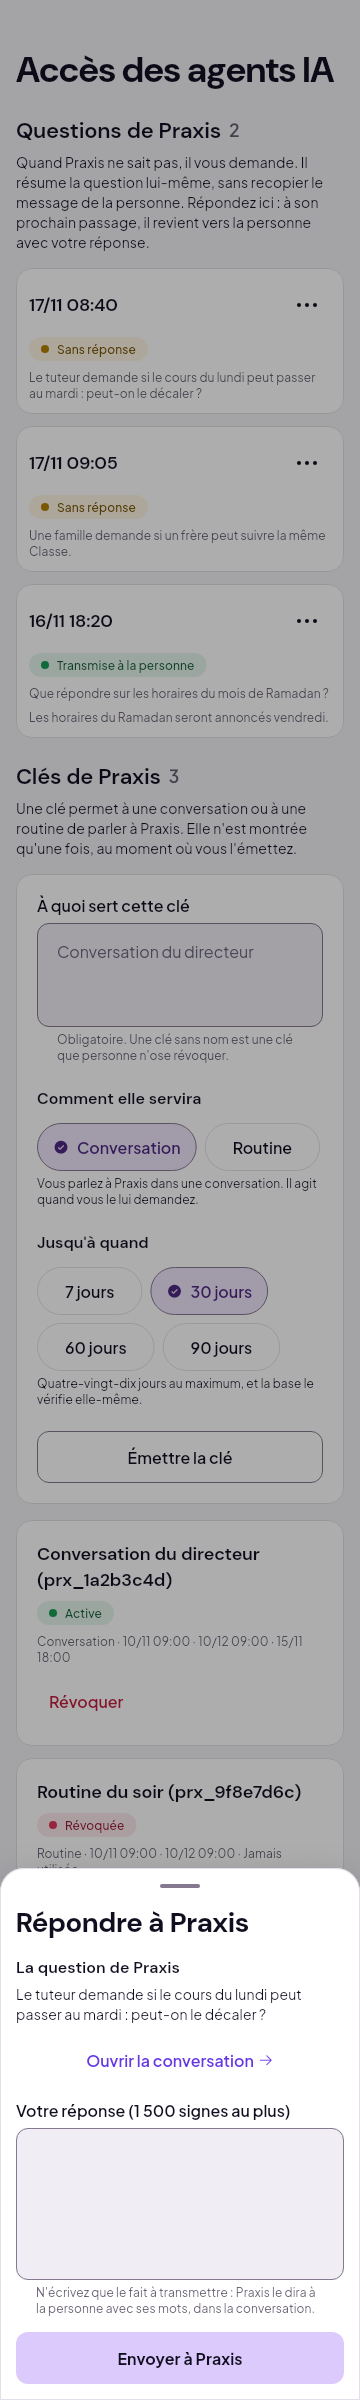 Accès des agents IA
Questions de Praxis 2
Quand Praxis ne sait pas, il vous demande. Il
résume la question lui-même, sans recopier le
message de la personne. Répondez ici : à son
prochain passage, il revient vers la personne
avec votre réponse.
17/11 08:40
Sans réponse
Le tuteur demande si le cours du lundi peut passer
au mardi : peut-on le décaler ?
17/11 09:05
Sans réponse
Une famille demande si un frère peut suivre la même
Classe.
16/11 18:20
Transmise à la personne
Que répondre sur les horaires du mois de Ramadan ?
Les horaires du Ramadan seront annoncés vendredi.
Clés de Praxis 3
Une clé permet à une conversation ou à une
routine de parler à Praxis. Elle n'est montrée
qu'une fois, au moment où vous l'émettez.
À quoi sert cette clé
Conversation du directeur
Obligatoire. Une clé sans nom est une clé
que personne n'ose révoquer.
Comment elle servira
Conversation
Routine
Vous parlez à Praxis dans une conversation. Il agit
quand vous le lui demandez.
Jusqu'à quand
7 jours
30 jours
60 jours
90 jours
Quatre-vingt-dix jours au maximum, et la base le
vérifie elle-même.
Émettre la clé
Conversation du directeur
(prx_1a2b3c4d)
Active
Conversation · 10/11 09:00 · 10/12 09:00 · 15/11
18:00
Révoquer
Routine du soir (prx_9f8e7d6c)
Révoquée
Routine · 10/11 09:00 · 10/12 09:00 · Jamais
Répondre à Praxis
La question de Praxis
Le tuteur demande si le cours du lundi peut
passer au mardi : peut-on le décaler ?
Ouvrir la conversation →
Votre réponse (1 500 signes au plus)
N'écrivez que le fait à transmettre : Praxis le dira à
la personne avec ses mots, dans la conversation.
Envoyer à Praxis